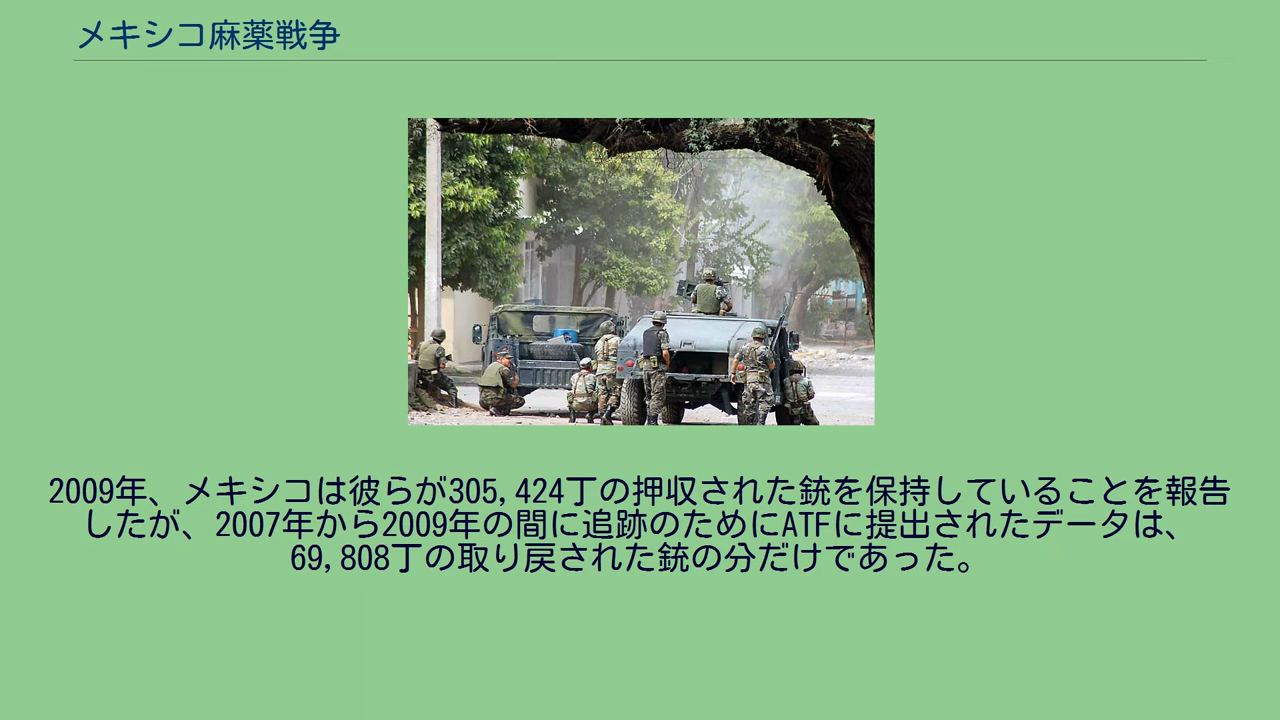 メキシコ麻薬戦争
2009年、メキシコは彼らが305,424丁の押収された銃を保持していることを報告
したが、2007年から2009年の間に追跡のためにATFに提出されたデータは、
69,808丁の取り戻された銃の分だけであった。